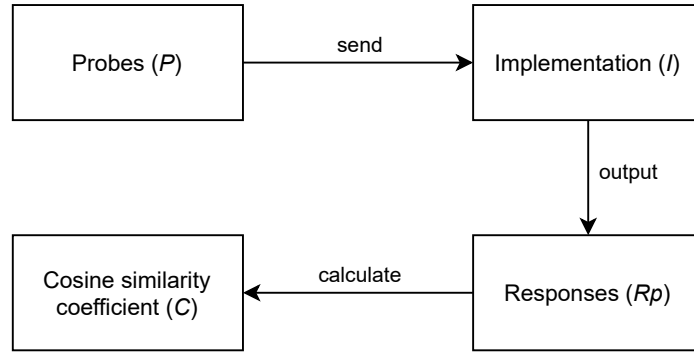 Probes (P)
send
Implementation (I)
output
Responses (Rp)
calculate
Cosine similarity
coefficient (C)